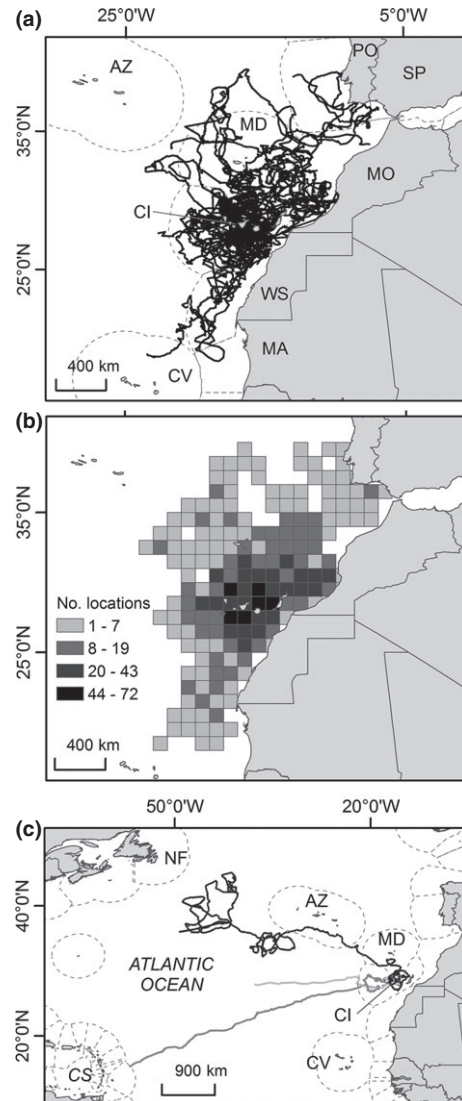 (a)
25°0'W
5°0'W
AZ
PO
SP
MD
35°N
MO
CI
25°N
WS
MA
CV
400 km
(b)
35°0'N
No. locations
1 - 7
8 - 19
20 - 43
44 - 72
25°0'N
400 km
(c)
50°0'W
20°0'W
NF
40°0'N
AZ
MD
ATLANTIC
OCEAN
CI
20°0'N
CS
CV
900 km